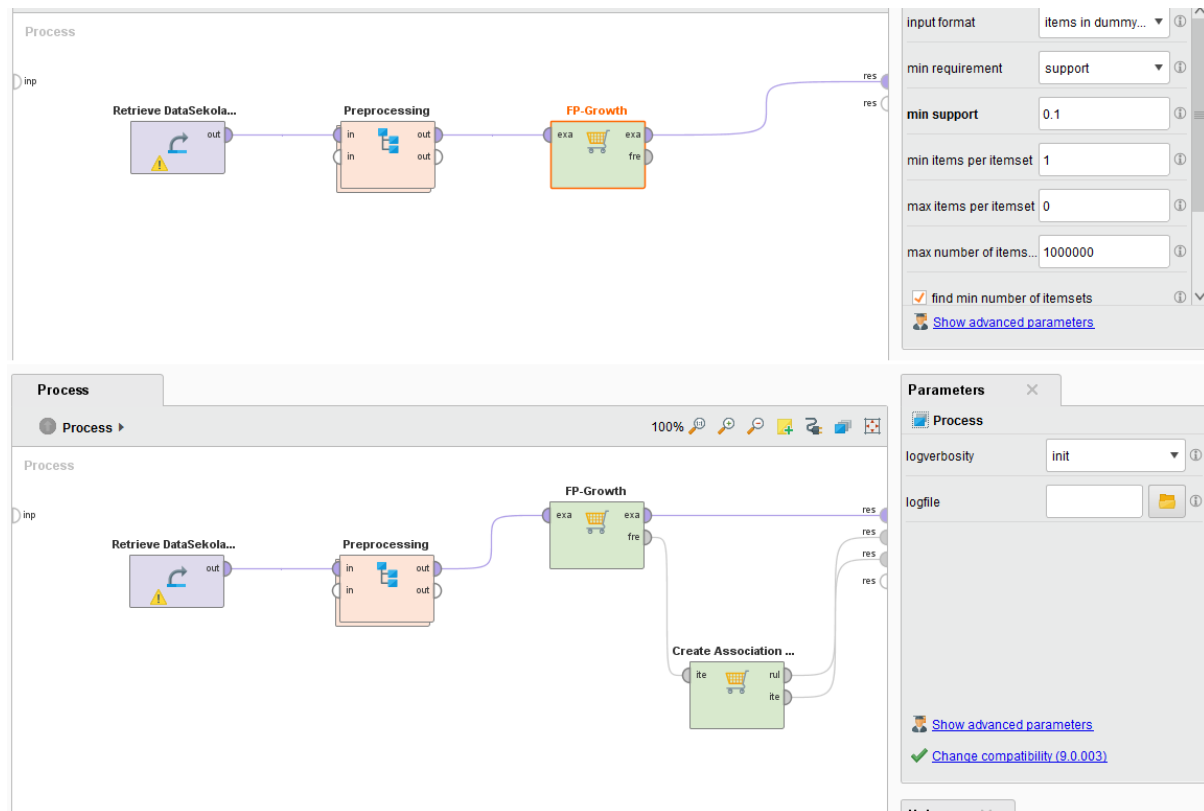 Process
inp
Retrieve DataSekola...
out
Preprocessing
in
out
in
out
FP-Growth
exa
exa
fre
res
res
input format
items in dummy...
min requirement
support
min support
0.1
min items per itemset
1
max items per itemset
0
max number of items...
1000000
find min number of itemsets
Show advanced parameters
Process
Process
100%
Process
inp
Retrieve DataSekola...
out
Preprocessing
in
out
in
out
FP-Growth
exa
exa
fre
Create Association ...
ite
rul
ite
res
res
res
res
Parameters
Process
logverbosity
init
logfile
Show advanced parameters
Change compatibility (9.0.003)